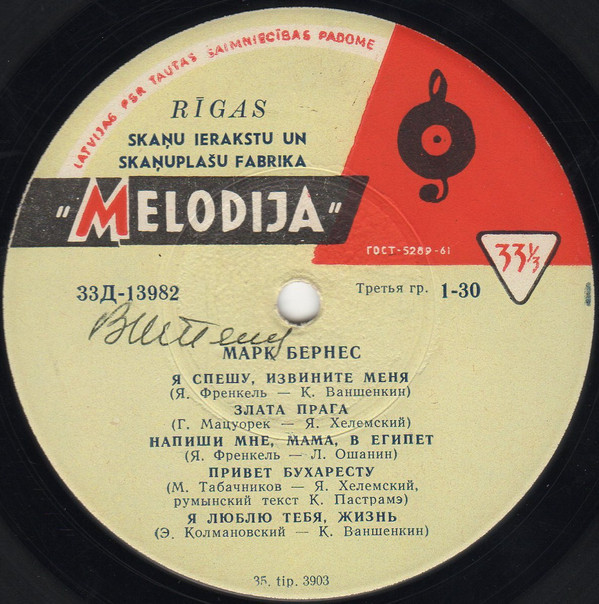 LATVIJAS PSR TAUTAS SAIMNIECĪBAS PADOME
RĪGAS
SKAŅU IERAKSTU UN
SKAŅUPLAŠU FABRIKA
"MELODIJA"
ГОСТ-5289-61
33⅓
33Д-13982
Третья гр. 1-30
МАРК БЕРНЕС
Я СПЕШУ, ИЗВИНИТЕ МЕНЯ
(Я. Френкель — К. Ваншенкин)
ЗЛАТА ПРАГА
(Г. Мацуорек — Я. Хелемский)
НАПИШИ МНЕ, МАМА, В ЕГИПЕТ
(Я. Френкель — Л. Ошанин)
ПРИВЕТ БУХАРЕСТУ
(М. Табачников — Я. Хелемский,
румынский текст К. Пастрамэ)
Я ЛЮБЛЮ ТЕБЯ, ЖИЗНЬ
(Э. Колмановский — К. Ваншенкин)
35. tip. 3903